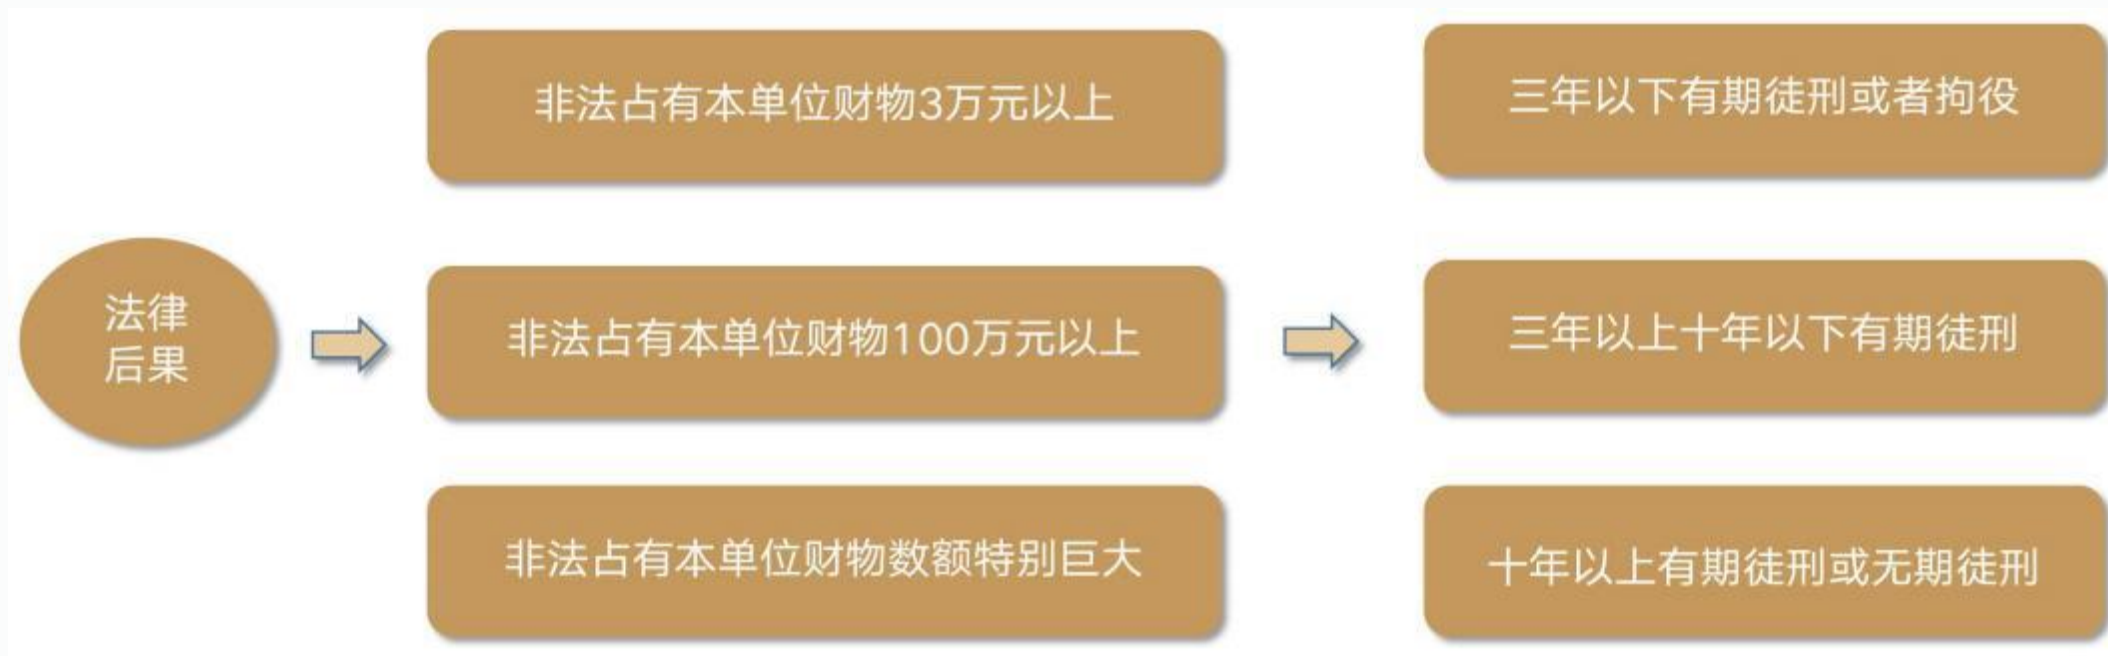 法律
后果
非法占有本单位财物3万元以上
三年以下有期徒刑或者拘役
非法占有本单位财物100万元以上
三年以上十年以下有期徒刑
非法占有本单位财物数额特别巨大
十年以上有期徒刑或无期徒刑